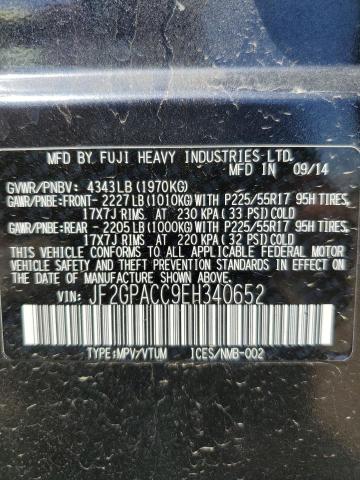 MFD. BY FUJI HEAVY INDUSTRIES-LTD.
IN 09/14
GVWR/PNBV: 4343LB(1970KG)
GAWR/PNBE:FRONT-2227LB(1010KG)WITH P225/55R17 95H TIRES,
17X7J RIMS AT 230 KPA(33 PSI)COLD
GAWR/PNBE:REAR -2205LB(1000KG)WITH P225/55R17 95H TIRES,
17X7J RIMS AT 220 KPA(32 PSI)COLD
THIS VEHICLE CONFORMS TO ALL APPLICABLE FEDERAL MOTOR
VEHICLE SAFETY AND BUMPER STANDARDS IN EFFECT ON THE
DATE OF MANUFACTURE SHOWN ABOVE.
VIN: JF2GPACC9EH340652
TYPE:MPV/VTUM ICES/NMB-002